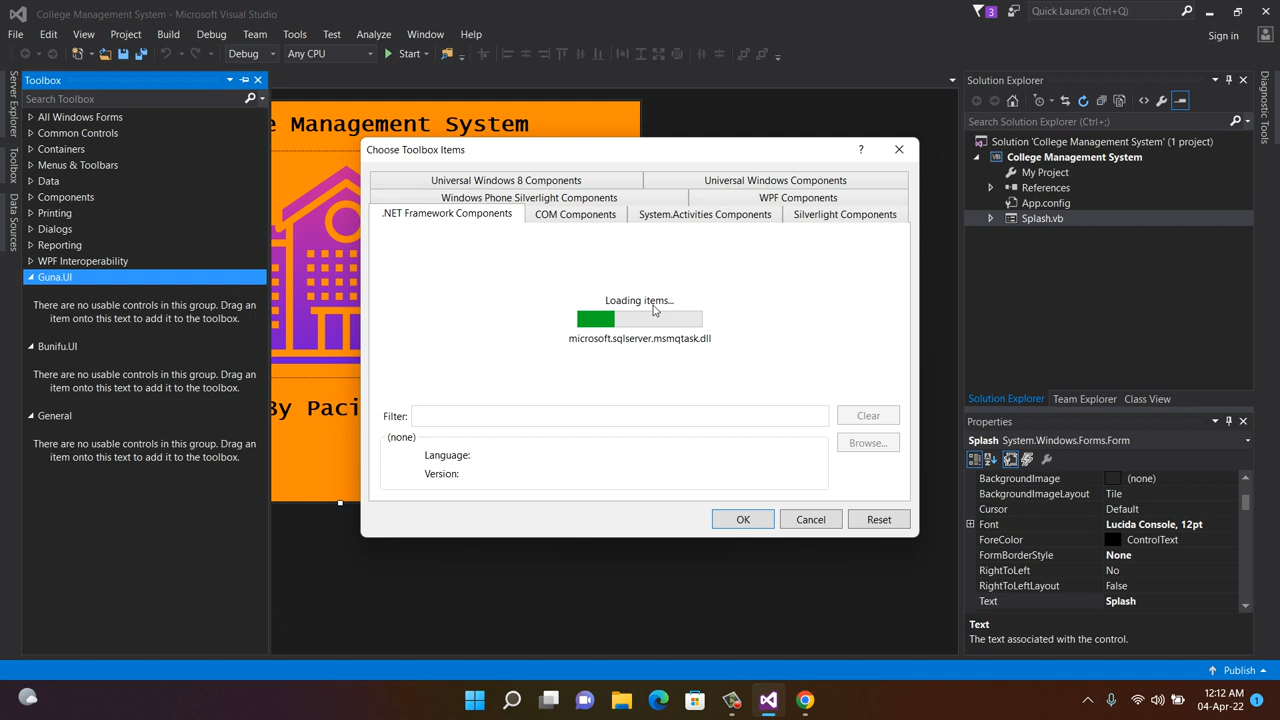 College Management System - Microsoft Visual Studio
3
Quick Launch (Ctrl+Q)
File Edit View Project Build Debug Team Tools Test Analyze Window Help
Sign in
Debug Any CPU Start
Server Explorer
Toolbox
Data Sources
Toolbox
Search Toolbox
All Windows Forms
Common Controls
Containers
Menus & Toolbars
Data
Components
Printing
Dialogs
Reporting
WPF Interoperability
Guna.UI
There are no usable controls in this group. Drag an
item onto this text to add it to the toolbox.
Bunifu.UI
There are no usable controls in this group. Drag an
item onto this text to add it to the toolbox.
General
There are no usable controls in this group. Drag an
item onto this text to add it to the toolbox.
e Management System
By Paci
Choose Toolbox Items
?
Universal Windows 8 Components Universal Windows Components
Windows Phone Silverlight Components WPF Components
.NET Framework Components COM Components System.Activities Components Silverlight Components
Loading items...
microsoft.sqlserver.msmqtask.dll
Filter:
Clear
(none)
Browse...
Language:
Version:
OK Cancel Reset
Solution Explorer
Search Solution Explorer (Ctrl+;)
Solution 'College Management System' (1 project)
VB College Management System
My Project
References
App.config
Splash.vb
Solution Explorer Team Explorer Class View
Properties
Splash System.Windows.Forms.Form
BackgroundImage (none)
BackgroundImageLayout Tile
Cursor Default
Font Lucida Console, 12pt
ForeColor ControlText
FormBorderStyle None
RightToLeft No
RightToLeftLayout False
Text Splash
Text
The text associated with the control.
Diagnostic Tools
Publish
12:12 AM
04-Apr-22
1